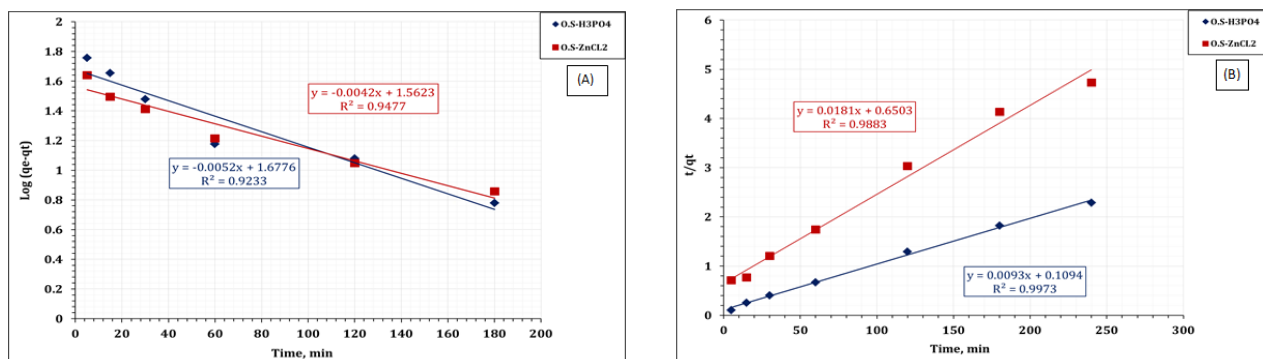 2
1.8
1.6
1.4
1.2
1
0.8
0.6
0.4
0.2
0
Log (qe-qt)
0 20 40 60 80 100 120 140 160 180 200
Time, min
O.S-H3PO4
O.S-ZnCL2
(A)
y = -0.0042x + 1.5623
R² = 0.9477
y = -0.0052x + 1.6776
R² = 0.9233
6
5
4
3
2
1
0
t/qt
0 50 100 150 200 250 300
Time, min
O.S-H3PO4
O.S-ZnCL2
(B)
y = 0.0181x + 0.6503
R² = 0.9883
y = 0.0093x + 0.1094
R² = 0.9973